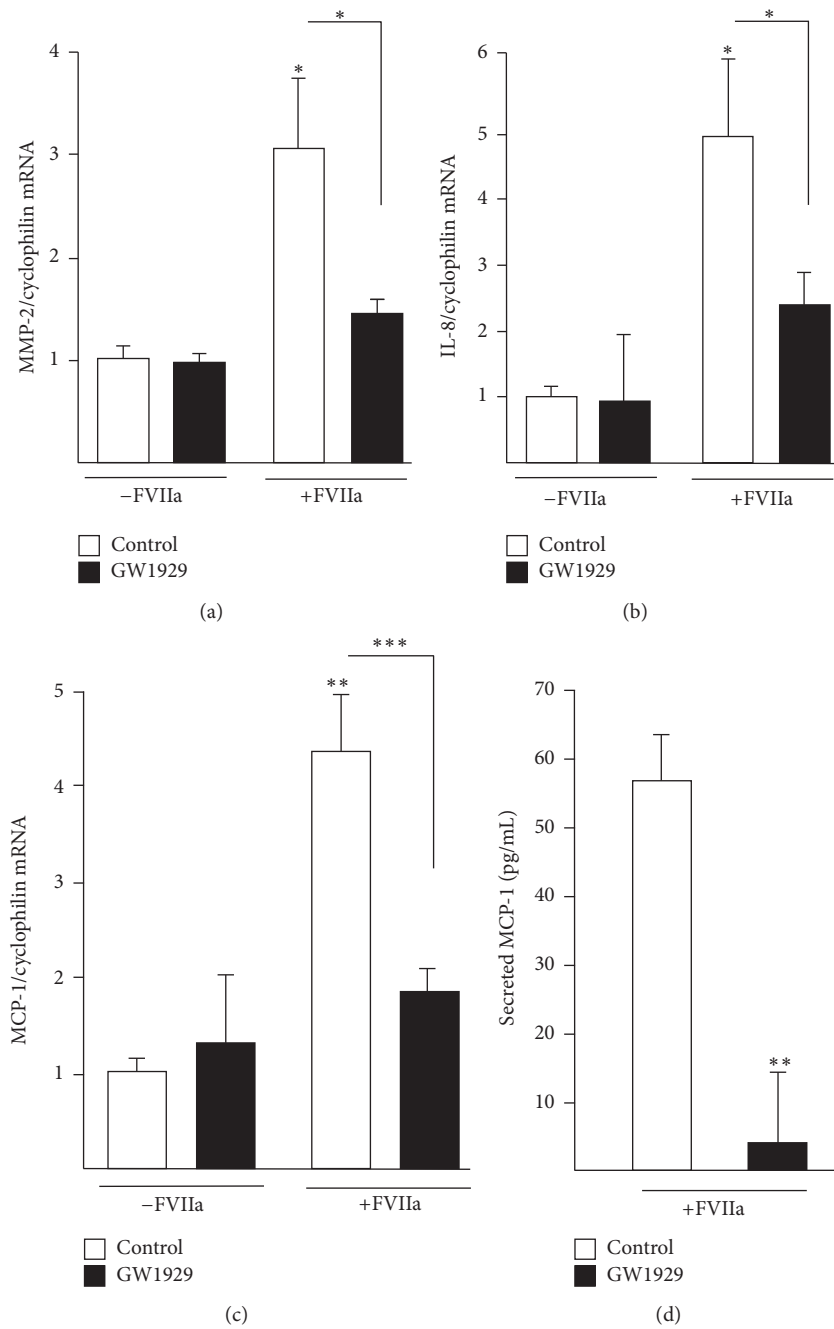 *
4
*
3
2
1
MMP-2/cyclophilin mRNA
−FVIIa
+FVIIa
Control
GW1929
(a)
*
6
*
5
4
3
2
1
IL-8/cyclophilin mRNA
−FVIIa
+FVIIa
Control
GW1929
(b)
***
5
**
4
3
2
1
MCP-1/cyclophilin mRNA
−FVIIa
+FVIIa
Control
GW1929
(c)
70
60
50
40
30
20
10
**
Secreted MCP-1 (pg/mL)
+FVIIa
Control
GW1929
(d)